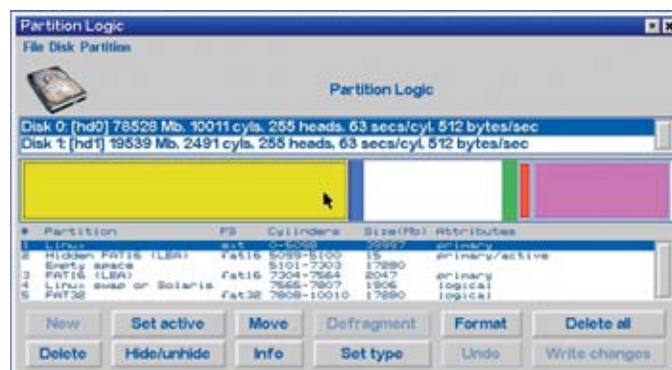 Partition Logic
File Disk Partition
Partition Logic
Disk 0: [hd0] 78528 Mb, 10011 cyls, 255 heads, 63 secs/cyl, 512 bytes/sec
Disk 1: [hd1] 19539 Mb, 2491 cyls, 255 heads, 63 secs/cyl, 512 bytes/sec
# Partition FS Cylinders Size(Mb) Attributes
1 Linux ext 0-5098 39997 primary
2 Hidden FAT16 (LBA) fat16 5099-5100 15 primary/active
Empty space 5101-7303 17280
3 FAT16 (LBA) fat16 7304-7564 2047 primary
4 Linux swap or Solaris 7565-7807 1906 logical
5 FAT32 fat32 7808-10010 17280 logical
New Set active Move Defragment Format Delete all
Delete Hide/unhide Info Set type Undo Write changes